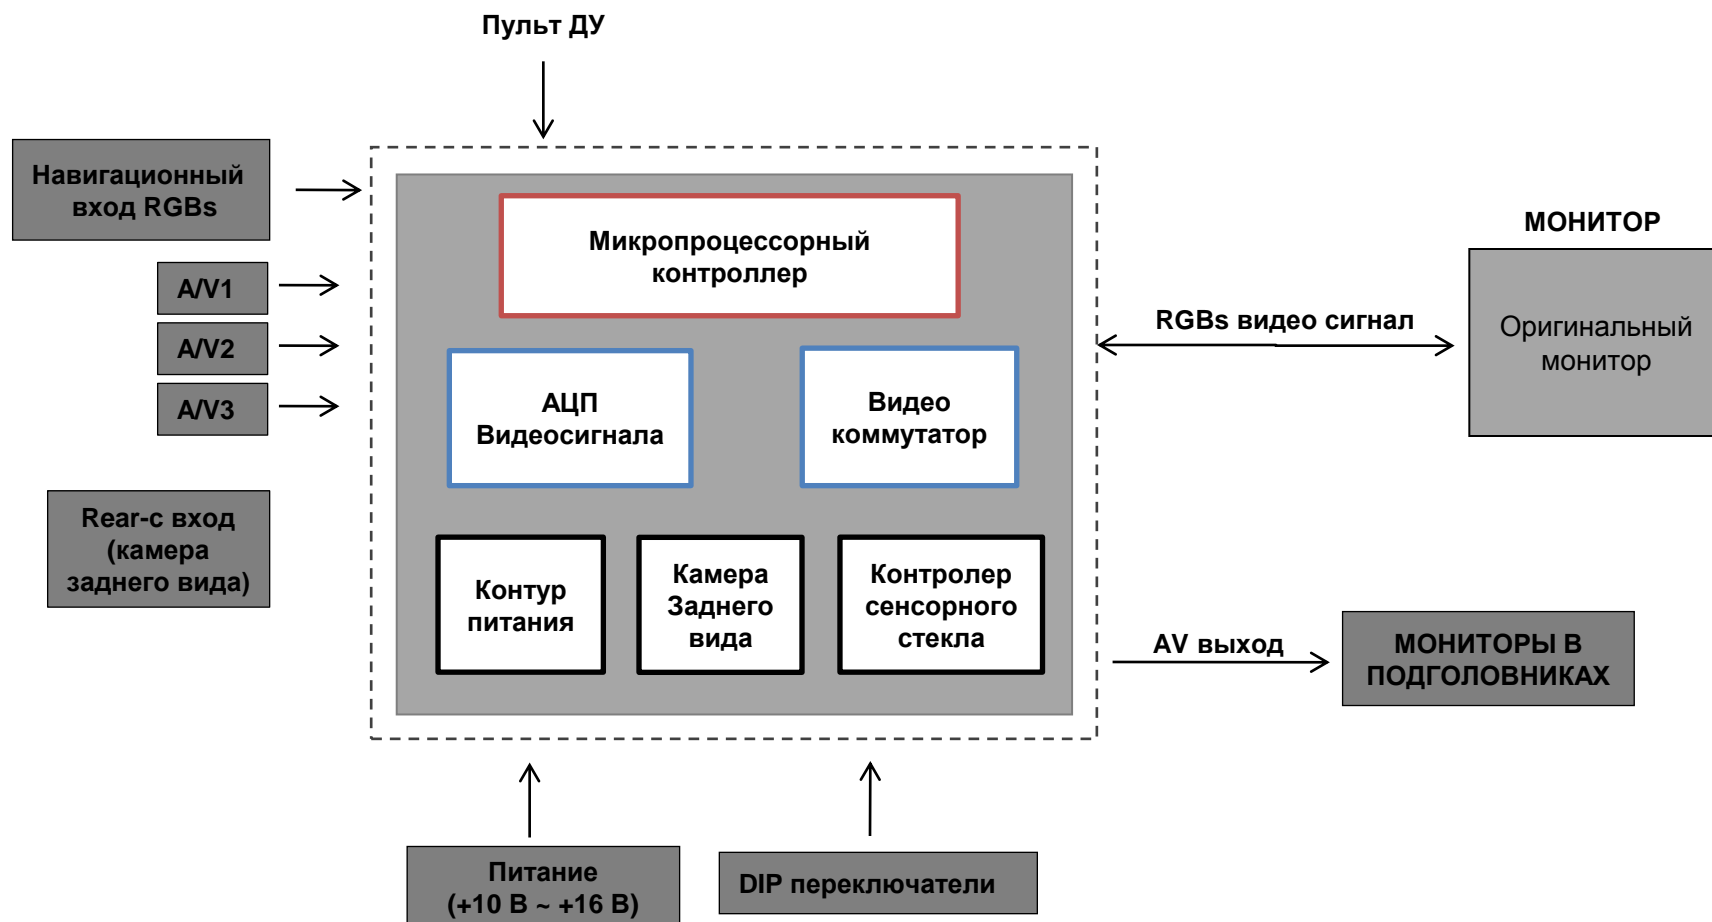 Пульт ДУ
Навигационный
вход RGBs
A/V1
A/V2
A/V3
Rear-c вход
(камера
заднего вида)
Микропроцессорный
контроллер
АЦП
Видеосигнала
Видео
коммутатор
Контур
питания
Камера
Заднего
вида
Контролер
сенсорного
стекла
RGBs видео сигнал
МОНИТОР
Оригинальный
монитор
AV выход
МОНИТОРЫ В
ПОДГОЛОВНИКАХ
Питание
(+10 В ~ +16 В)
DIP переключатели